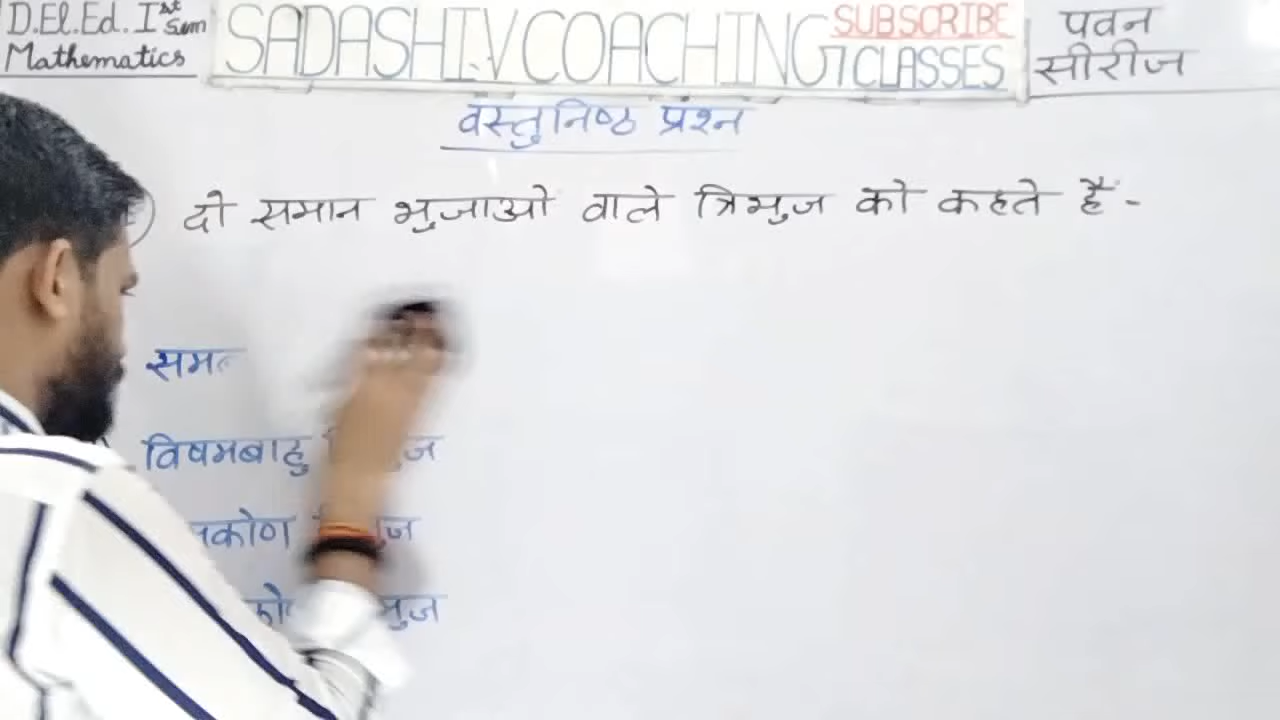 D.El.Ed. Ist Sem
Mathematics
SADASHIV COACHING CLASSES
SUBSCRIBE
पवन
सीरीज
वस्तुनिष्ठ प्रश्न
दो समान भुजाओ वाले त्रिभुज को कहते हैं -
विषमबाहु